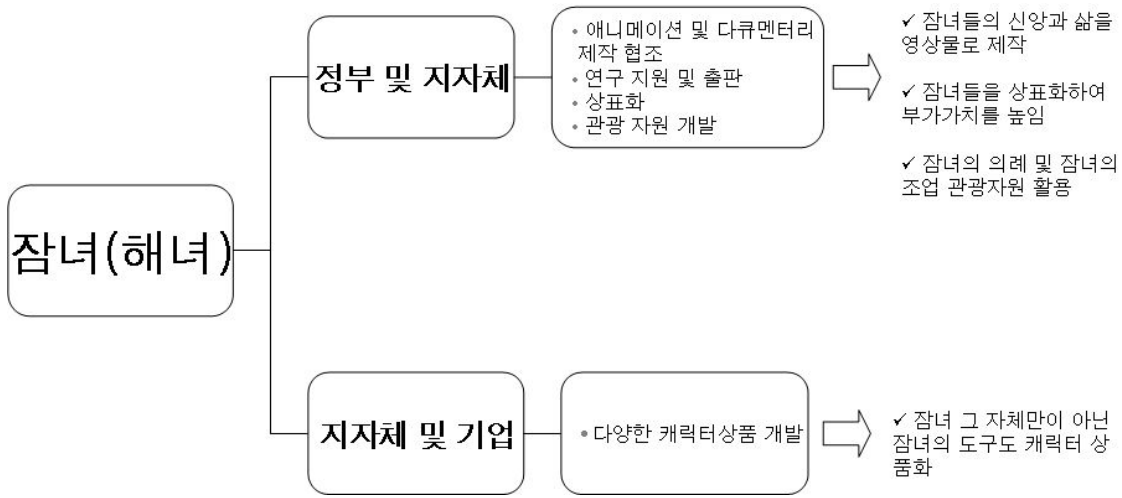 잠녀(해녀)
정부 및 지자체
• 애니메이션 및 다큐멘터리
제작 협조
• 연구 지원 및 출판
• 상표화
• 관광 자원 개발
✓ 잠녀들의 신앙과 삶을
영상물로 제작
✓ 잠녀들을 상표화하여
부가가치를 높임
✓ 잠녀의 의례 및 잠녀의
조업 관광자원 활용
지자체 및 기업
• 다양한 캐릭터상품 개발
✓ 잠녀 그 자체만이 아닌
잠녀의 도구도 캐릭터 상
품화